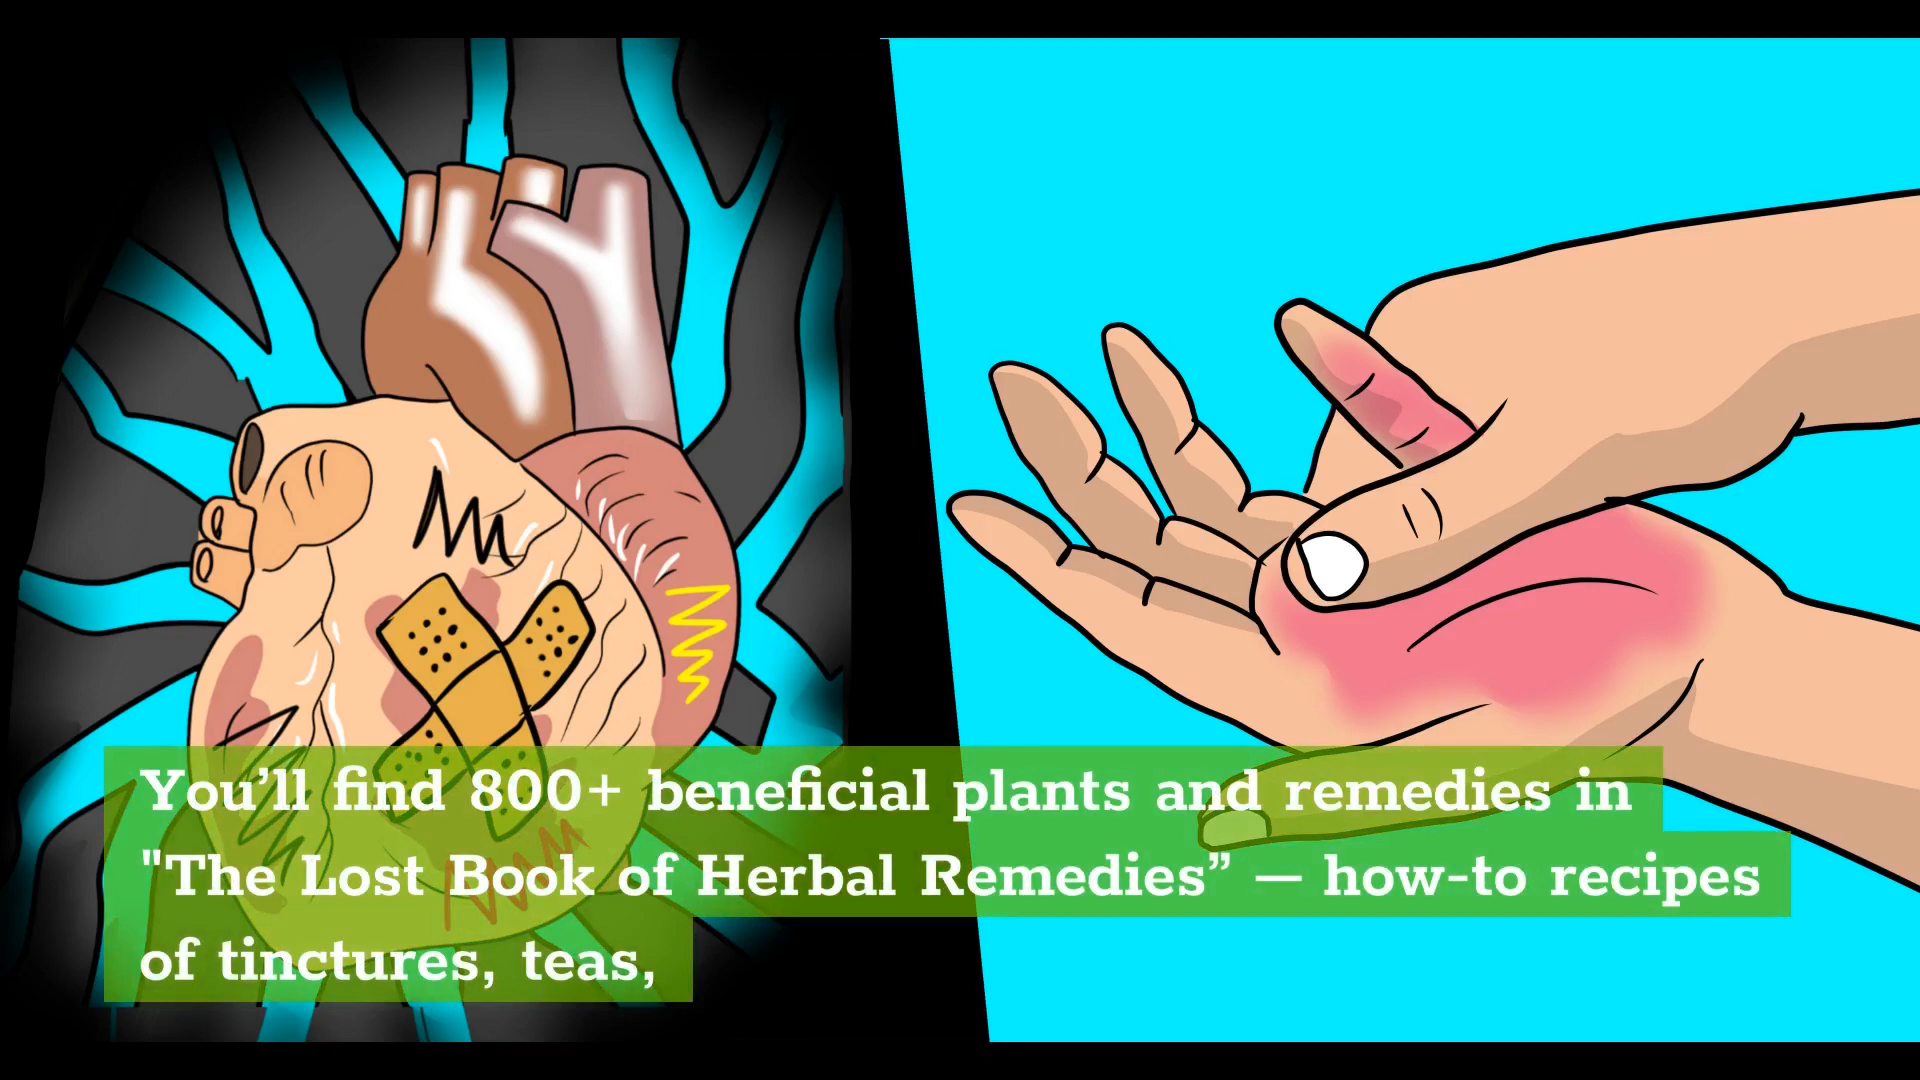 You’ll find 800+ beneficial plants and remedies in
"The Lost Book of Herbal Remedies” — how-to recipes
of tinctures, teas,